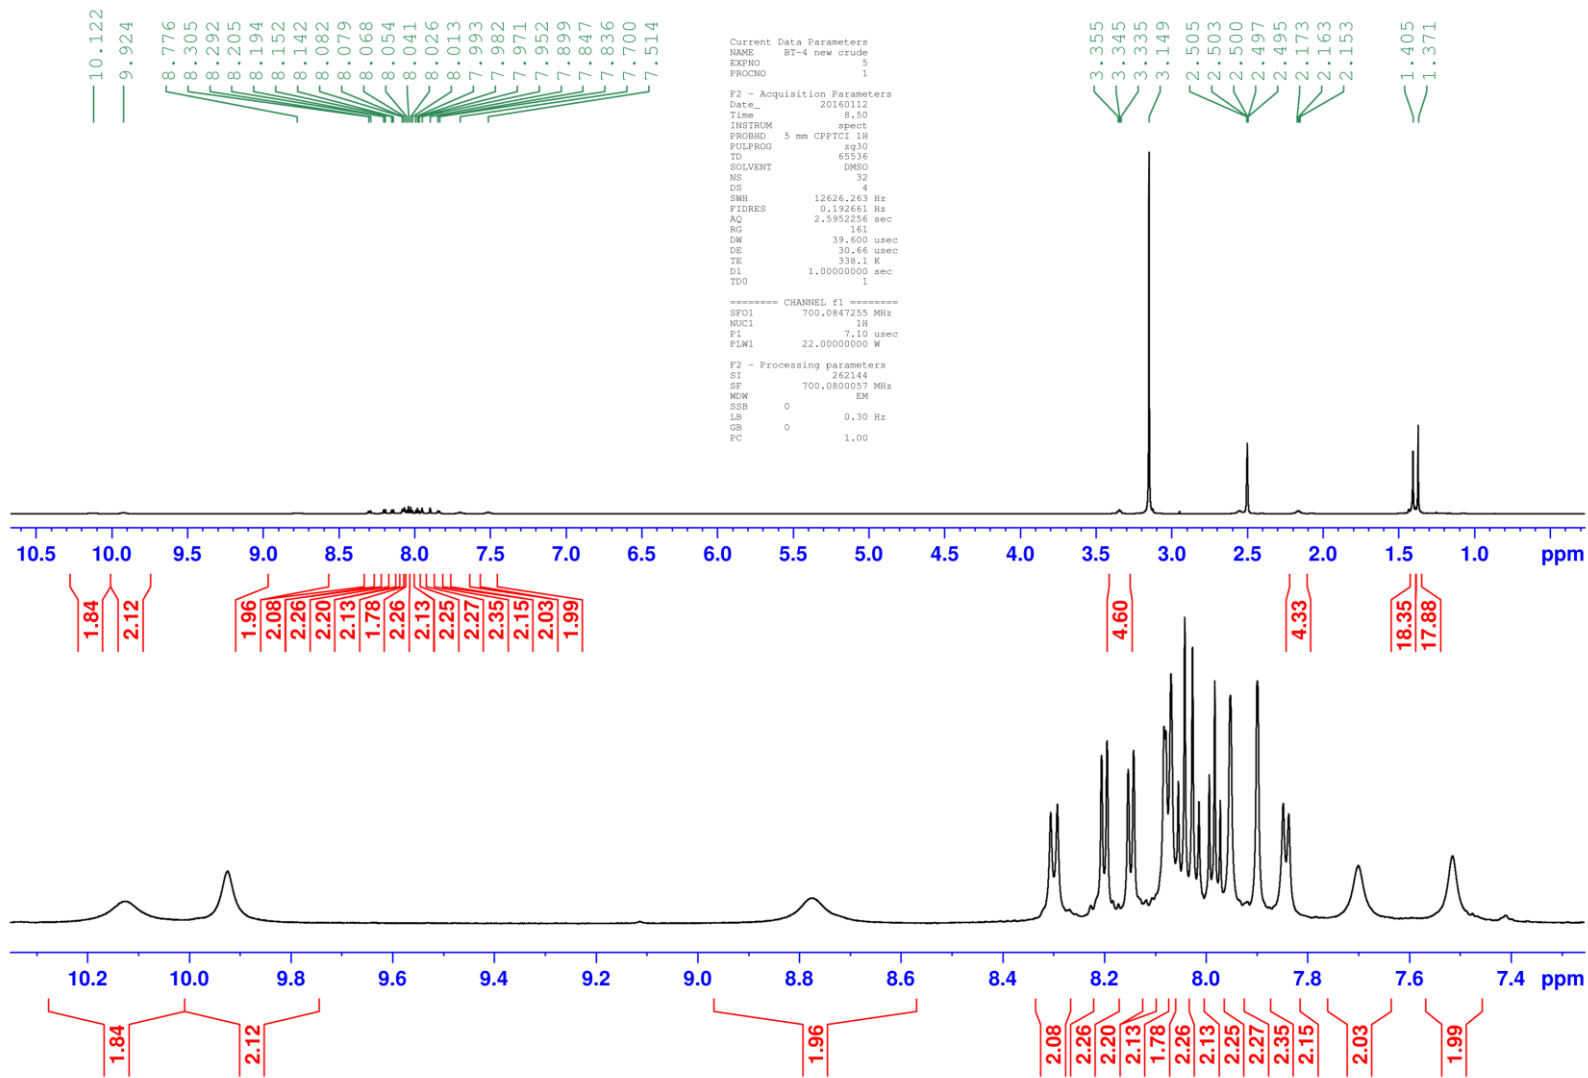 10.122
9.924
8.776
8.305
8.292
8.205
8.194
8.152
8.142
8.082
8.079
8.068
8.054
8.041
8.026
8.013
7.993
7.982
7.971
7.952
7.899
7.847
7.836
7.700
7.514
3.355
3.345
3.335
3.149
2.505
2.503
2.500
2.497
2.495
2.173
2.163
2.153
1.405
1.371
Current Data Parameters
NAME BT-4 new crude
EXPNO 5
PROCNO 1
F2 - Acquisition Parameters
Date_ 20160112
Time 8.50
INSTRUM spect
PROBHD 5 mm CPPTCI 1H
PULPROG zg30
TD 65536
SOLVENT DMSO
NS 32
DS 4
SWH 12626.263 Hz
FIDRES 0.192661 Hz
AQ 2.5952256 sec
RG 161
DW 39.600 usec
DE 30.66 usec
TE 338.1 K
D1 1.00000000 sec
TD0 1
======== CHANNEL f1 ========
SFO1 700.0847255 MHz
NUC1 1H
P1 7.10 usec
PLW1 22.00000000 W
F2 - Processing parameters
SI 262144
SF 700.0800057 MHz
WDW EM
SSB 0
LB 0.30 Hz
GB 0
PC 1.00
10.5 10.0 9.5 9.0 8.5 8.0 7.5 7.0 6.5 6.0 5.5 5.0 4.5 4.0 3.5 3.0 2.5 2.0 1.5 1.0 ppm
1.84
2.12
1.96
2.08
2.26
2.20
2.13
1.78
2.26
2.13
2.25
2.27
2.35
2.15
2.03
1.99
4.60
4.33
18.35
17.88
10.2 10.0 9.8 9.6 9.4 9.2 9.0 8.8 8.6 8.4 8.2 8.0 7.8 7.6 7.4 ppm
1.84
2.12
1.96
2.08
2.26
2.20
2.13
1.78
2.26
2.13
2.25
2.27
2.35
2.15
2.03
1.99